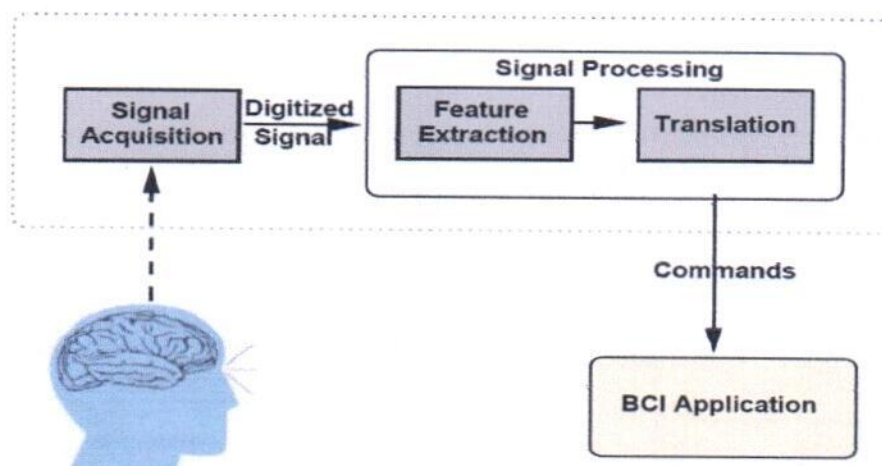 Signal Processing
Signal
Acquisition
Digitized
Signal
Feature
Extraction
Translation
Commands
BCI Application